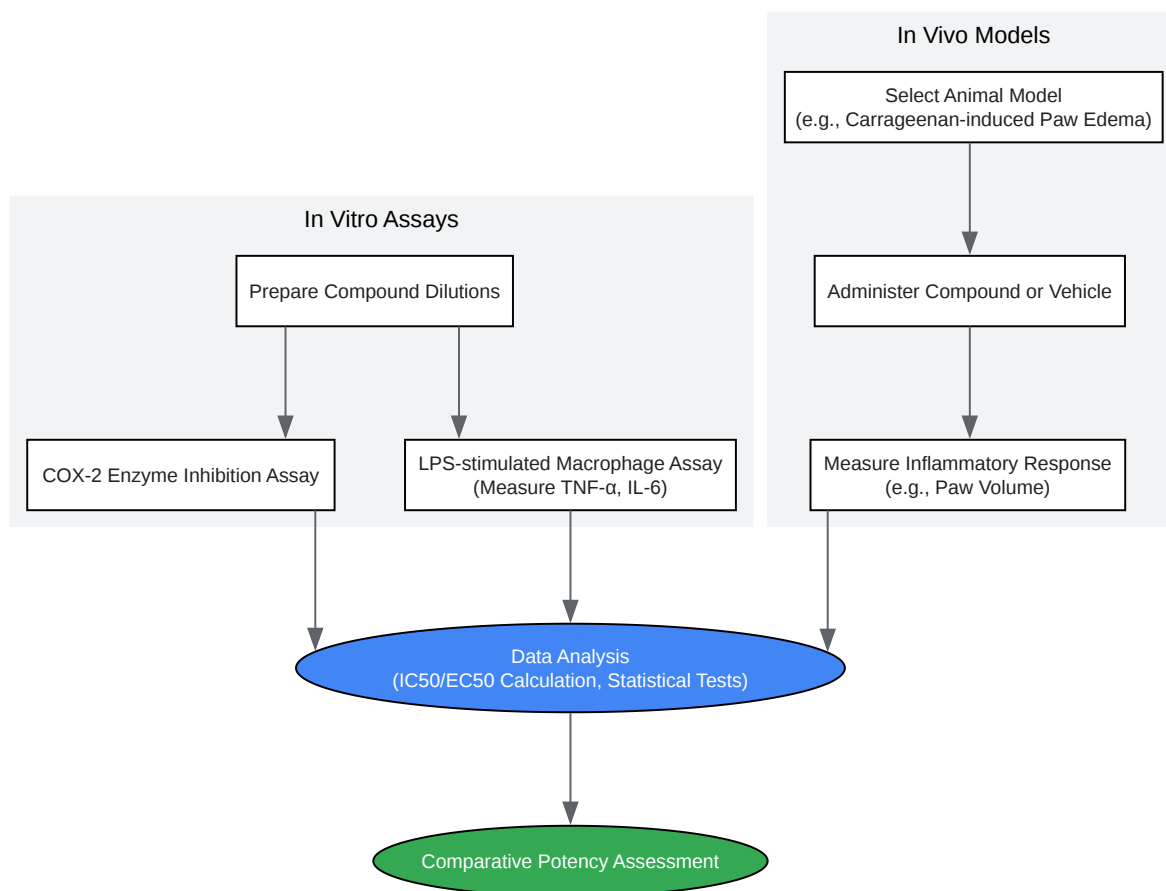 In Vivo Models
Select Animal Model
(e.g., Carrageenan-induced Paw Edema)
In Vitro Assays
Prepare Compound Dilutions
Administer Compound or Vehicle
COX-2 Enzyme Inhibition Assay
LPS-stimulated Macrophage Assay
(Measure TNF-α, IL-6)
Measure Inflammatory Response
(e.g., Paw Volume)
Data Analysis
(IC50/EC50 Calculation, Statistical Tests)
Comparative Potency Assessment